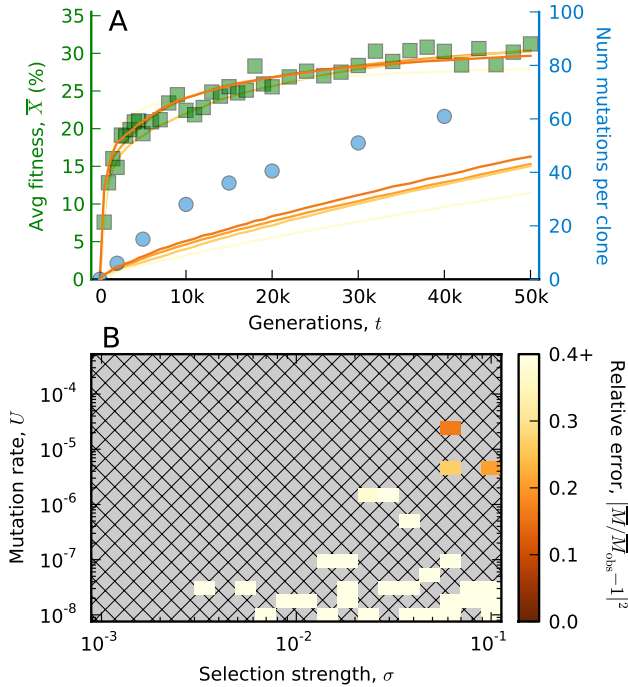 A
35
30
25
20
15
10
5
0
Avg fitness, X̅ (%)
100
80
60
40
20
0
Num mutations per clone
0 10k 20k 30k 40k 50k
Generations, t
B
10⁻⁴
10⁻⁵
10⁻⁶
10⁻⁷
10⁻⁸
Mutation rate, U
10⁻³ 10⁻² 10⁻¹
Selection strength, σ
0.4+
0.3
0.2
0.1
0.0
Relative error, |M̅/M̅obs−1|²